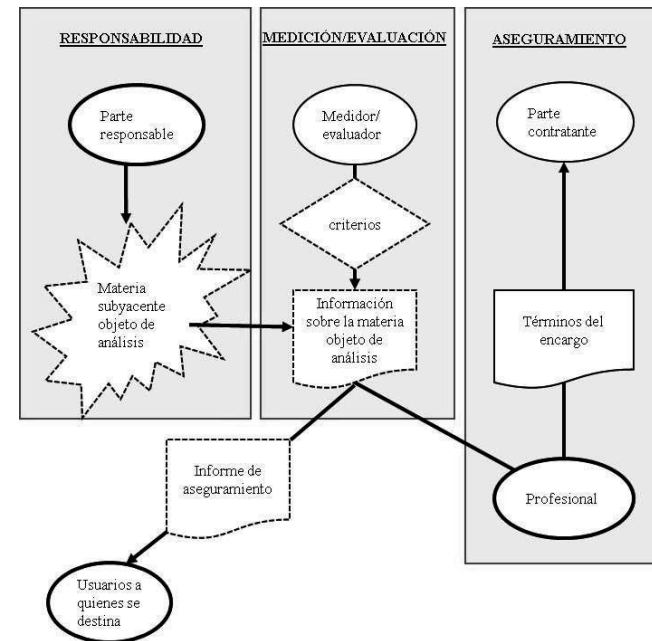 RESPONSABILIDAD
MEDICIÓN/EVALUACIÓN
ASEGURAMIENTO
Parte
responsable
Medidor/
evaluador
Parte
contratante
criterios
Materia
subyacente
objeto de
análisis
Información
sobre la materia
objeto de
análisis
Términos del
encargo
Informe de
aseguramiento
Profesional
Usuarios a
quienes se
destina